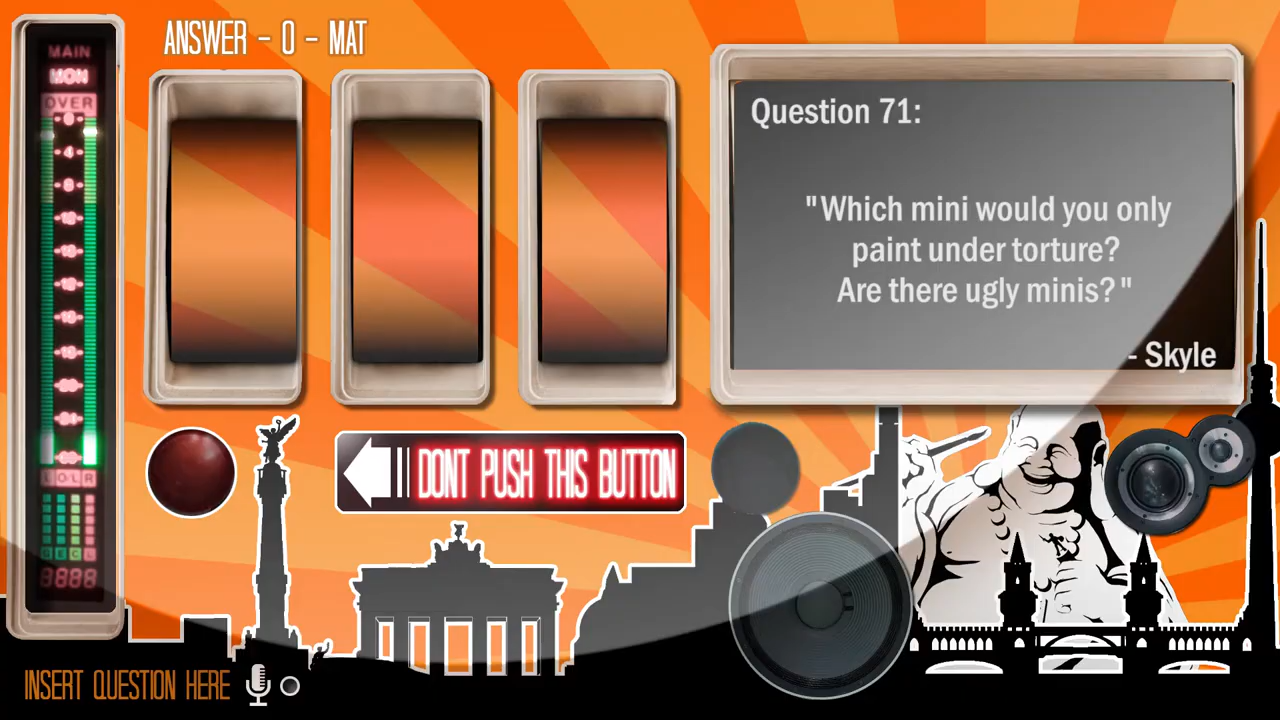 ANSWER - O - MAT
MAIN
MON
OVER
Question 71:
"Which mini would you only
paint under torture?
Are there ugly minis?"
- Skyle
DONT PUSH THIS BUTTON
INSERT QUESTION HERE